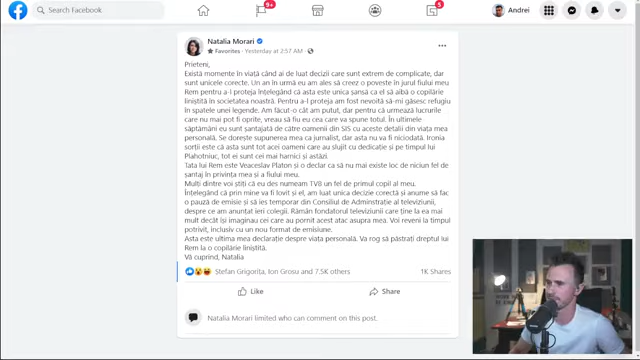 Search Facebook
9+
5
Andrei
Natalia Morari
Favorites · Yesterday at 2:57 AM ·
Prieteni,
Există momente în viață când ai de luat decizii care sunt extrem de complicate, dar
sunt unicele corecte. Un an în urmă eu am ales să creez o poveste în jurul fiului meu
Rem pentru a-l proteja înțelegând că asta este unica șansă ca el să albă o copilărie
liniștită în societatea noastră. Pentru a-l proteja am fost nevoită să-mi găsesc refugiu
în spatele unei legende. Am făcut-o cât am putut, dar pentru că urmează lucrurile
care nu mai pot fi oprite, vreau să fiu eu cea care va spune totul. În ultimele
săptămâni eu sunt șantajată de către oamenii din SIS cu aceste detalii din viața mea
personală. Se dorește supunerea mea ca jurnalist, dar asta nu va fi niciodată. Ironia
sorții este că asta sunt tot acei oameni care au slujit cu dedicație și pe timpul lui
Plahotniuc, tot ei sunt cei mai harnici și astăzi.
Tata lui Rem este Veaceslav Platon și o declar ca să nu mai existe loc de niciun fel de
șantaj în privința mea și a fiului meu.
Mulți dintre voi știți că eu des numeam TV8 un fel de primul copil al meu.
Înțelegând că prin mine va fi lovit și el, am luat unica decizie corectă și anume să fac
o pauză de emisie și să ies temporar din Consiliul de Adminstrație al televiziunii,
despre ce am anunțat ieri colegii. Rămân fondatorul televiziunii care ține la ea mai
mult decât își imaginau cei care au pornit acest atac asupra mea. Voi reveni la timpul
potrivit, inclusiv cu un nou format de emisiune.
Asta este ultima mea declarație despre viața personală. Va rog să păstrați dreptul lui
Rem la o copilărie liniștită.
Vă cuprind, Natalia
Stefan Grigorița, Ion Grosu and 7.5K others
1K Shares
Like
Share
Natalia Morari limited who can comment on this post.